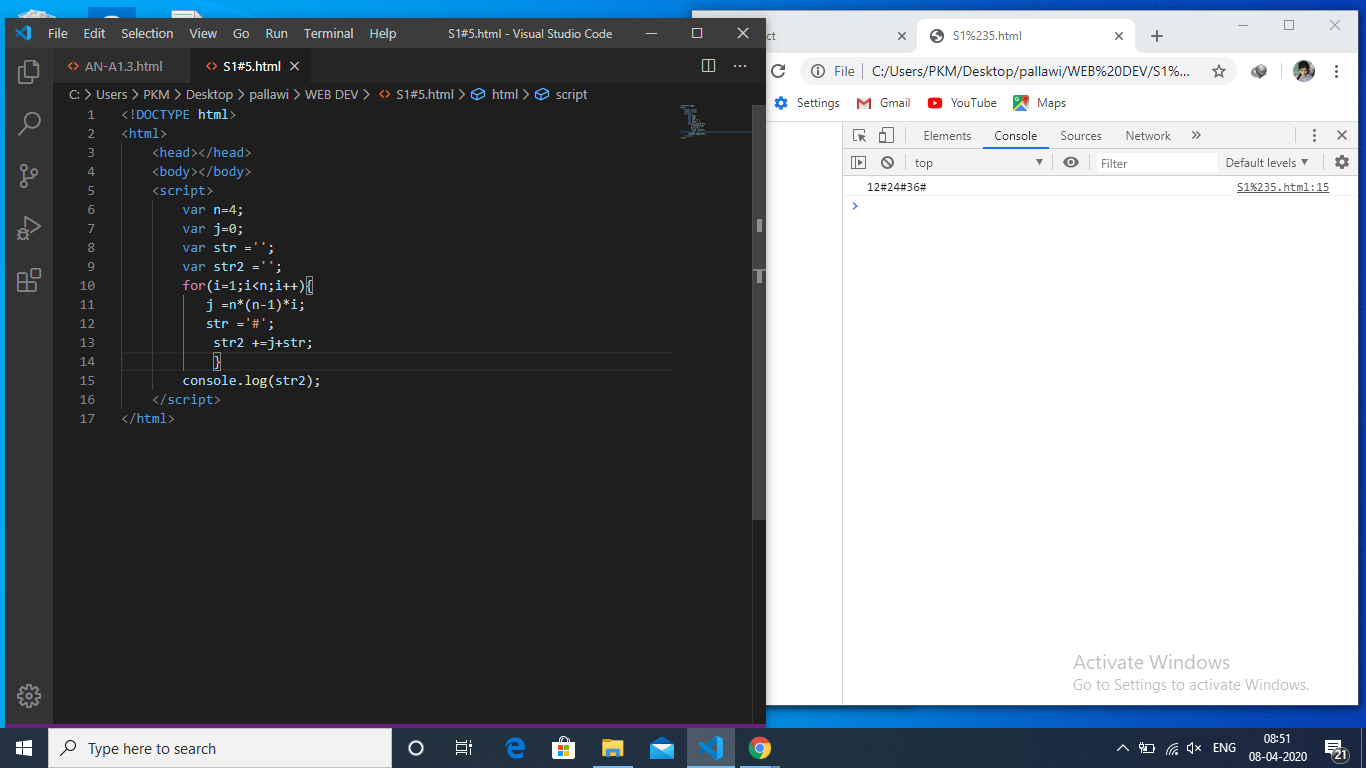 File Edit Selection View Go Run Terminal Help S1#5.html - Visual Studio Code
AN-A1.3.html S1#5.html
C: > Users > PKM > Desktop > pallawi > WEB DEV > S1#5.html > html > script
1 <!DOCTYPE html>
2 <html>
3 <head></head>
4 <body></body>
5 <script>
6 var n=4;
7 var j=0;
8 var str ='';
9 var str2 ='';
10 for(i=1;i<n;i++){
11 j =n*(n-1)*i;
12 str ='#';
13 str2 +=j+str;
14 }
15 console.log(str2);
16 </script>
17 </html>
ct S1%235.html
File C:/Users/PKM/Desktop/pallawi/WEB%20DEV/S1%...
Settings Gmail YouTube Maps
Elements Console Sources Network »
top Filter Default levels
12#24#36# S1%235.html:15
Activate Windows
Go to Settings to activate Windows.
Type here to search
ENG
08:51
08-04-2020
21